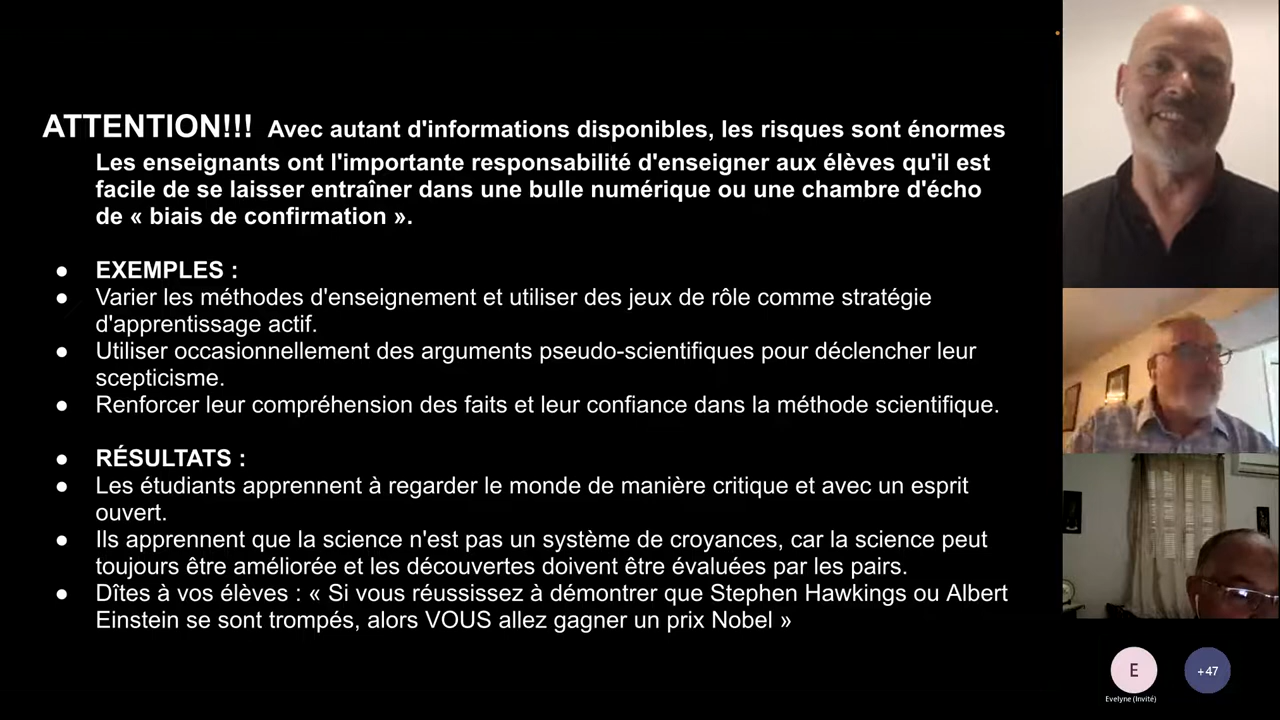 ATTENTION!!! Avec autant d'informations disponibles, les risques sont énormes
Les enseignants ont l'importante responsabilité d'enseigner aux élèves qu'il est
facile de se laisser entraîner dans une bulle numérique ou une chambre d'écho
de « biais de confirmation ».
● EXEMPLES :
● Varier les méthodes d'enseignement et utiliser des jeux de rôle comme stratégie
d'apprentissage actif.
● Utiliser occasionnellement des arguments pseudo-scientifiques pour déclencher leur
scepticisme.
● Renforcer leur compréhension des faits et leur confiance dans la méthode scientifique.
● RÉSULTATS :
● Les étudiants apprennent à regarder le monde de manière critique et avec un esprit
ouvert.
● Ils apprennent que la science n'est pas un système de croyances, car la science peut
toujours être améliorée et les découvertes doivent être évaluées par les pairs.
● Dîtes à vos élèves : « Si vous réussissez à démontrer que Stephen Hawkings ou Albert
Einstein se sont trompés, alors VOUS allez gagner un prix Nobel »
E
+47
Evelyne (Invité)